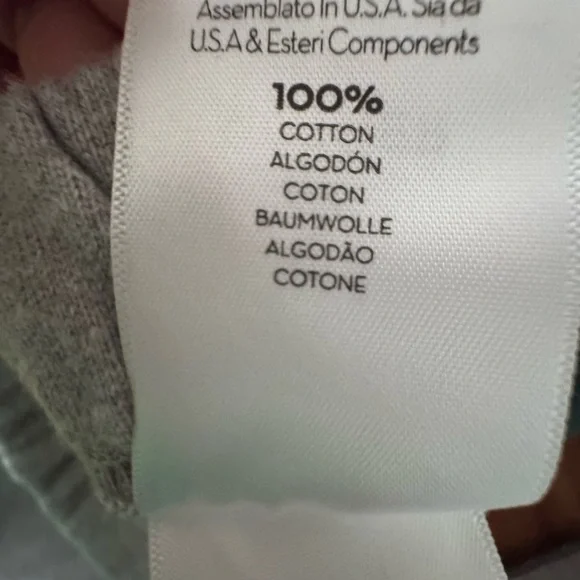 Assemblato In U.S.A. Sia da
U.S.A & Esteri Components
100%
COTTON
ALGODÓN
COTON
BAUMWOLLE
ALGODÃO
COTONE